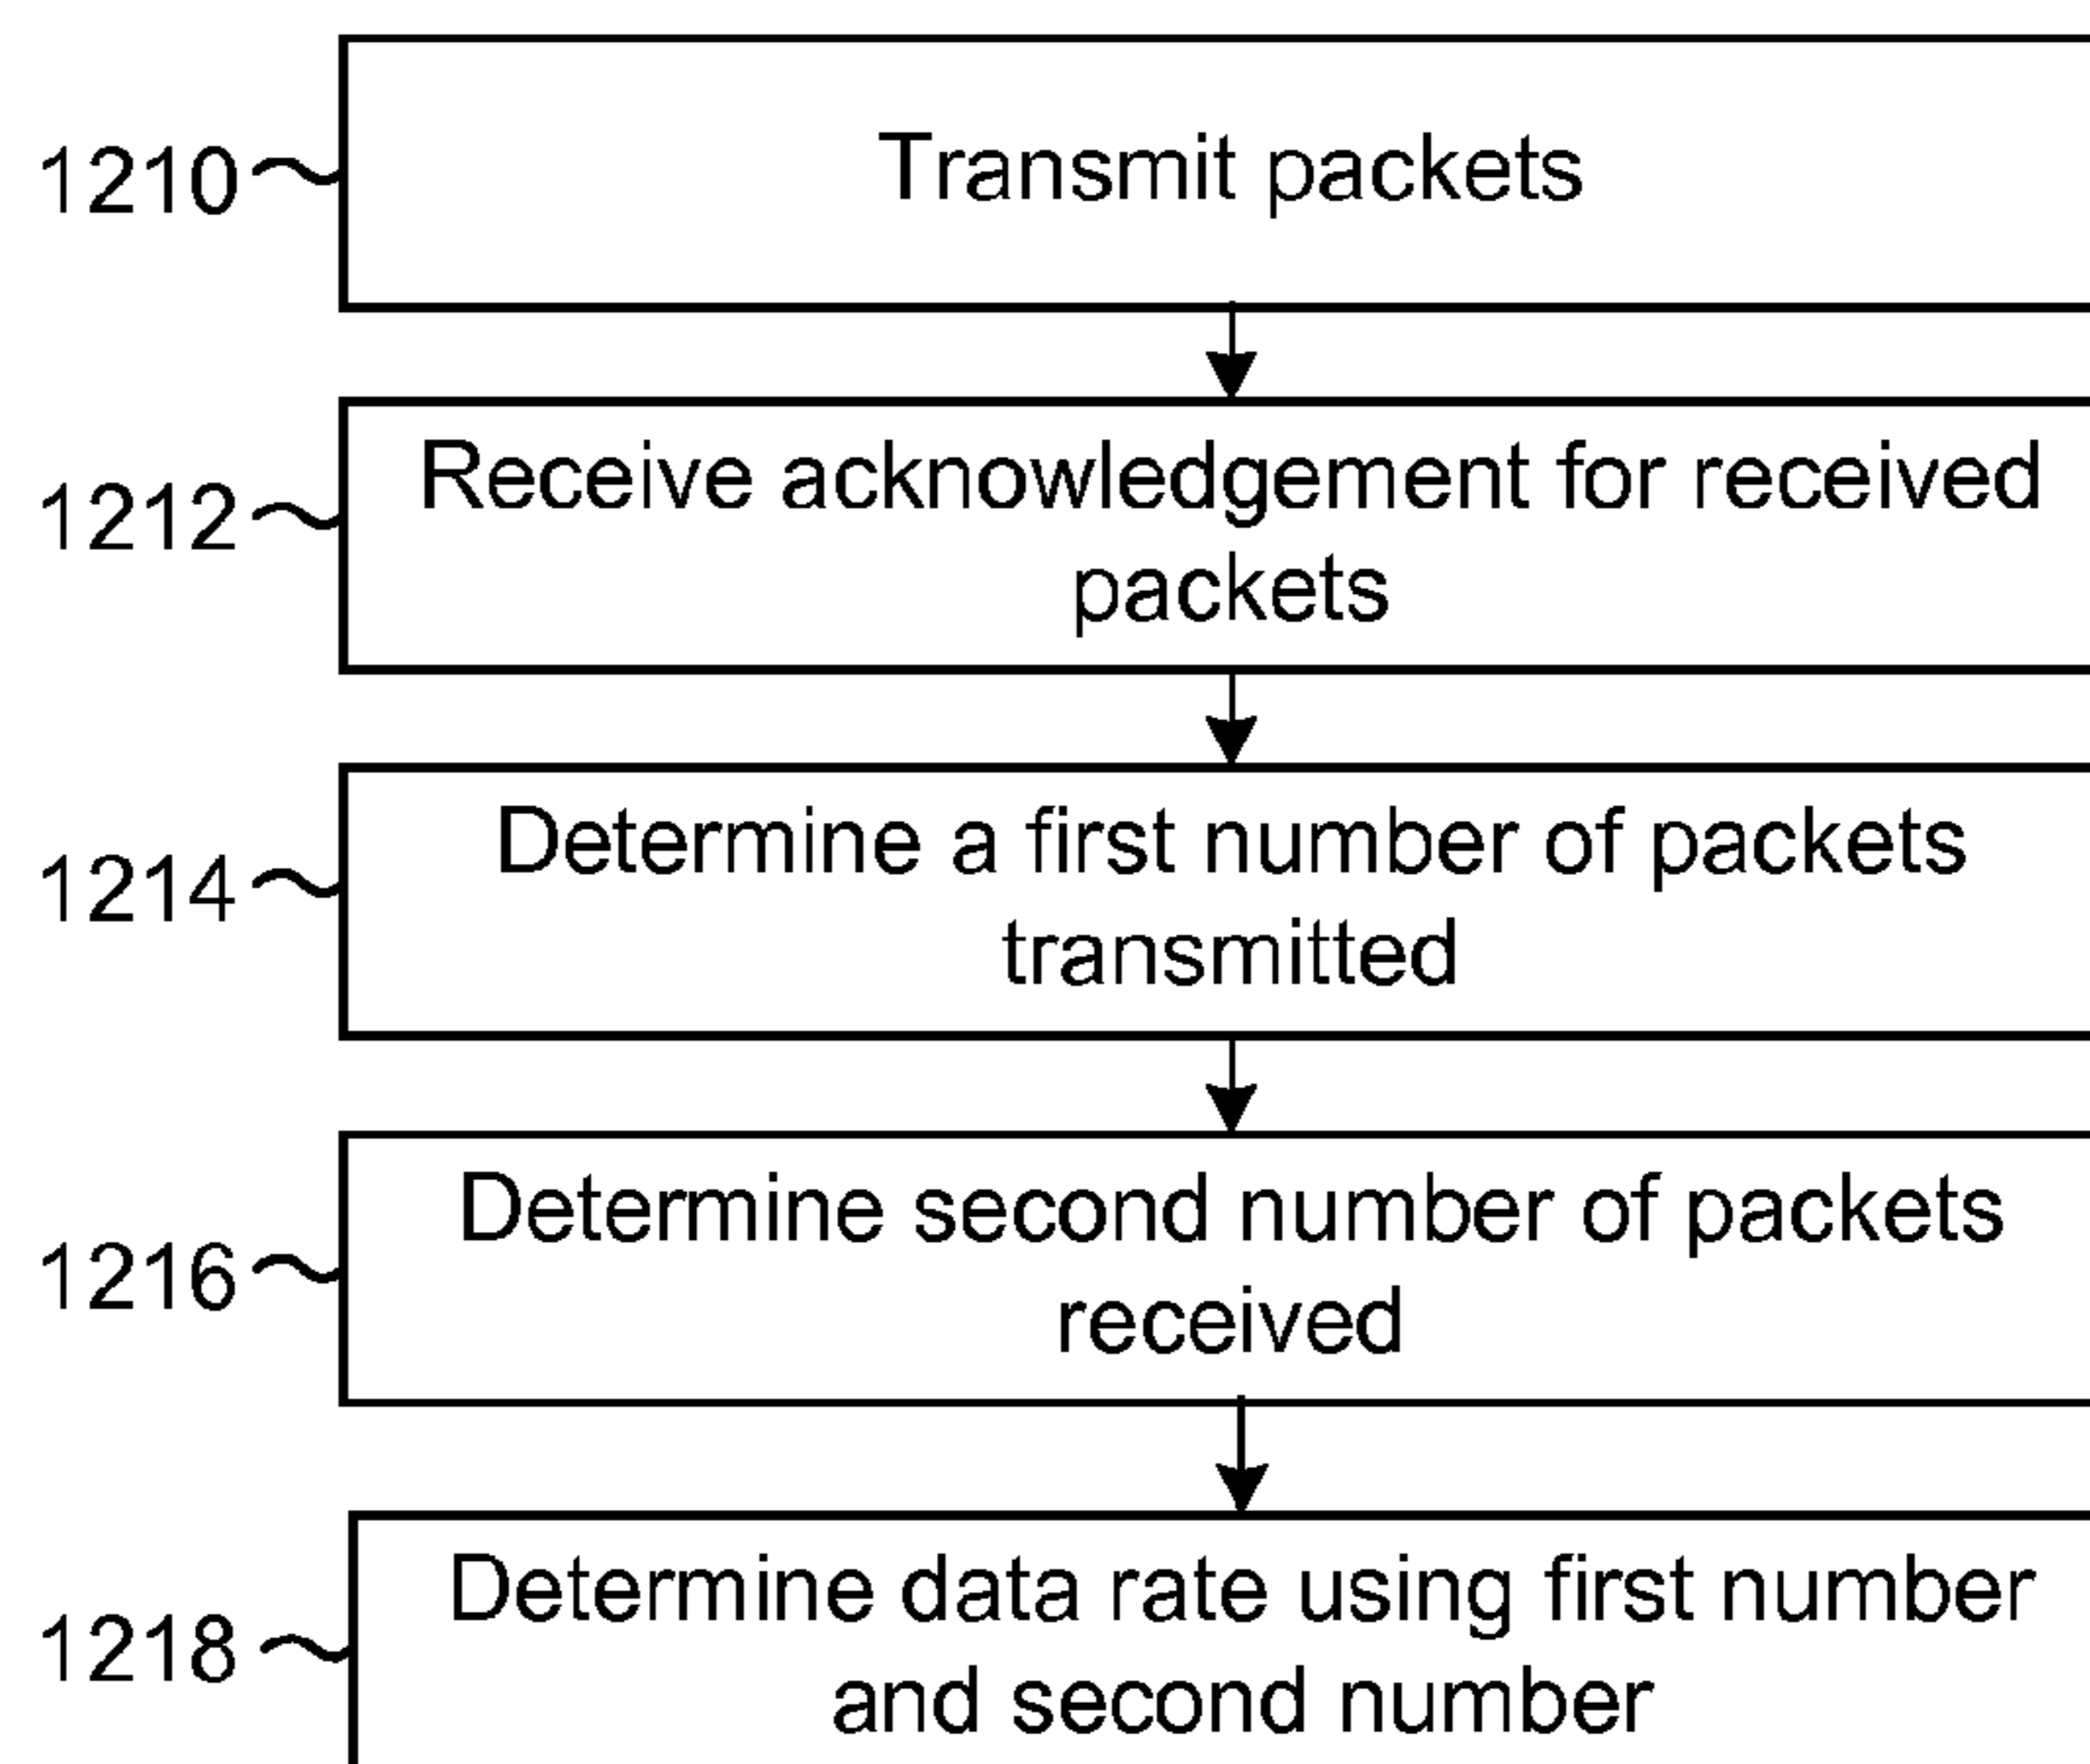 1210
Transmit packets
1212
Receive acknowledgement for received
packets
1214
Determine a first number of packets
transmitted
1216
Determine second number of packets
received
1218
Determine data rate using first number
and second number